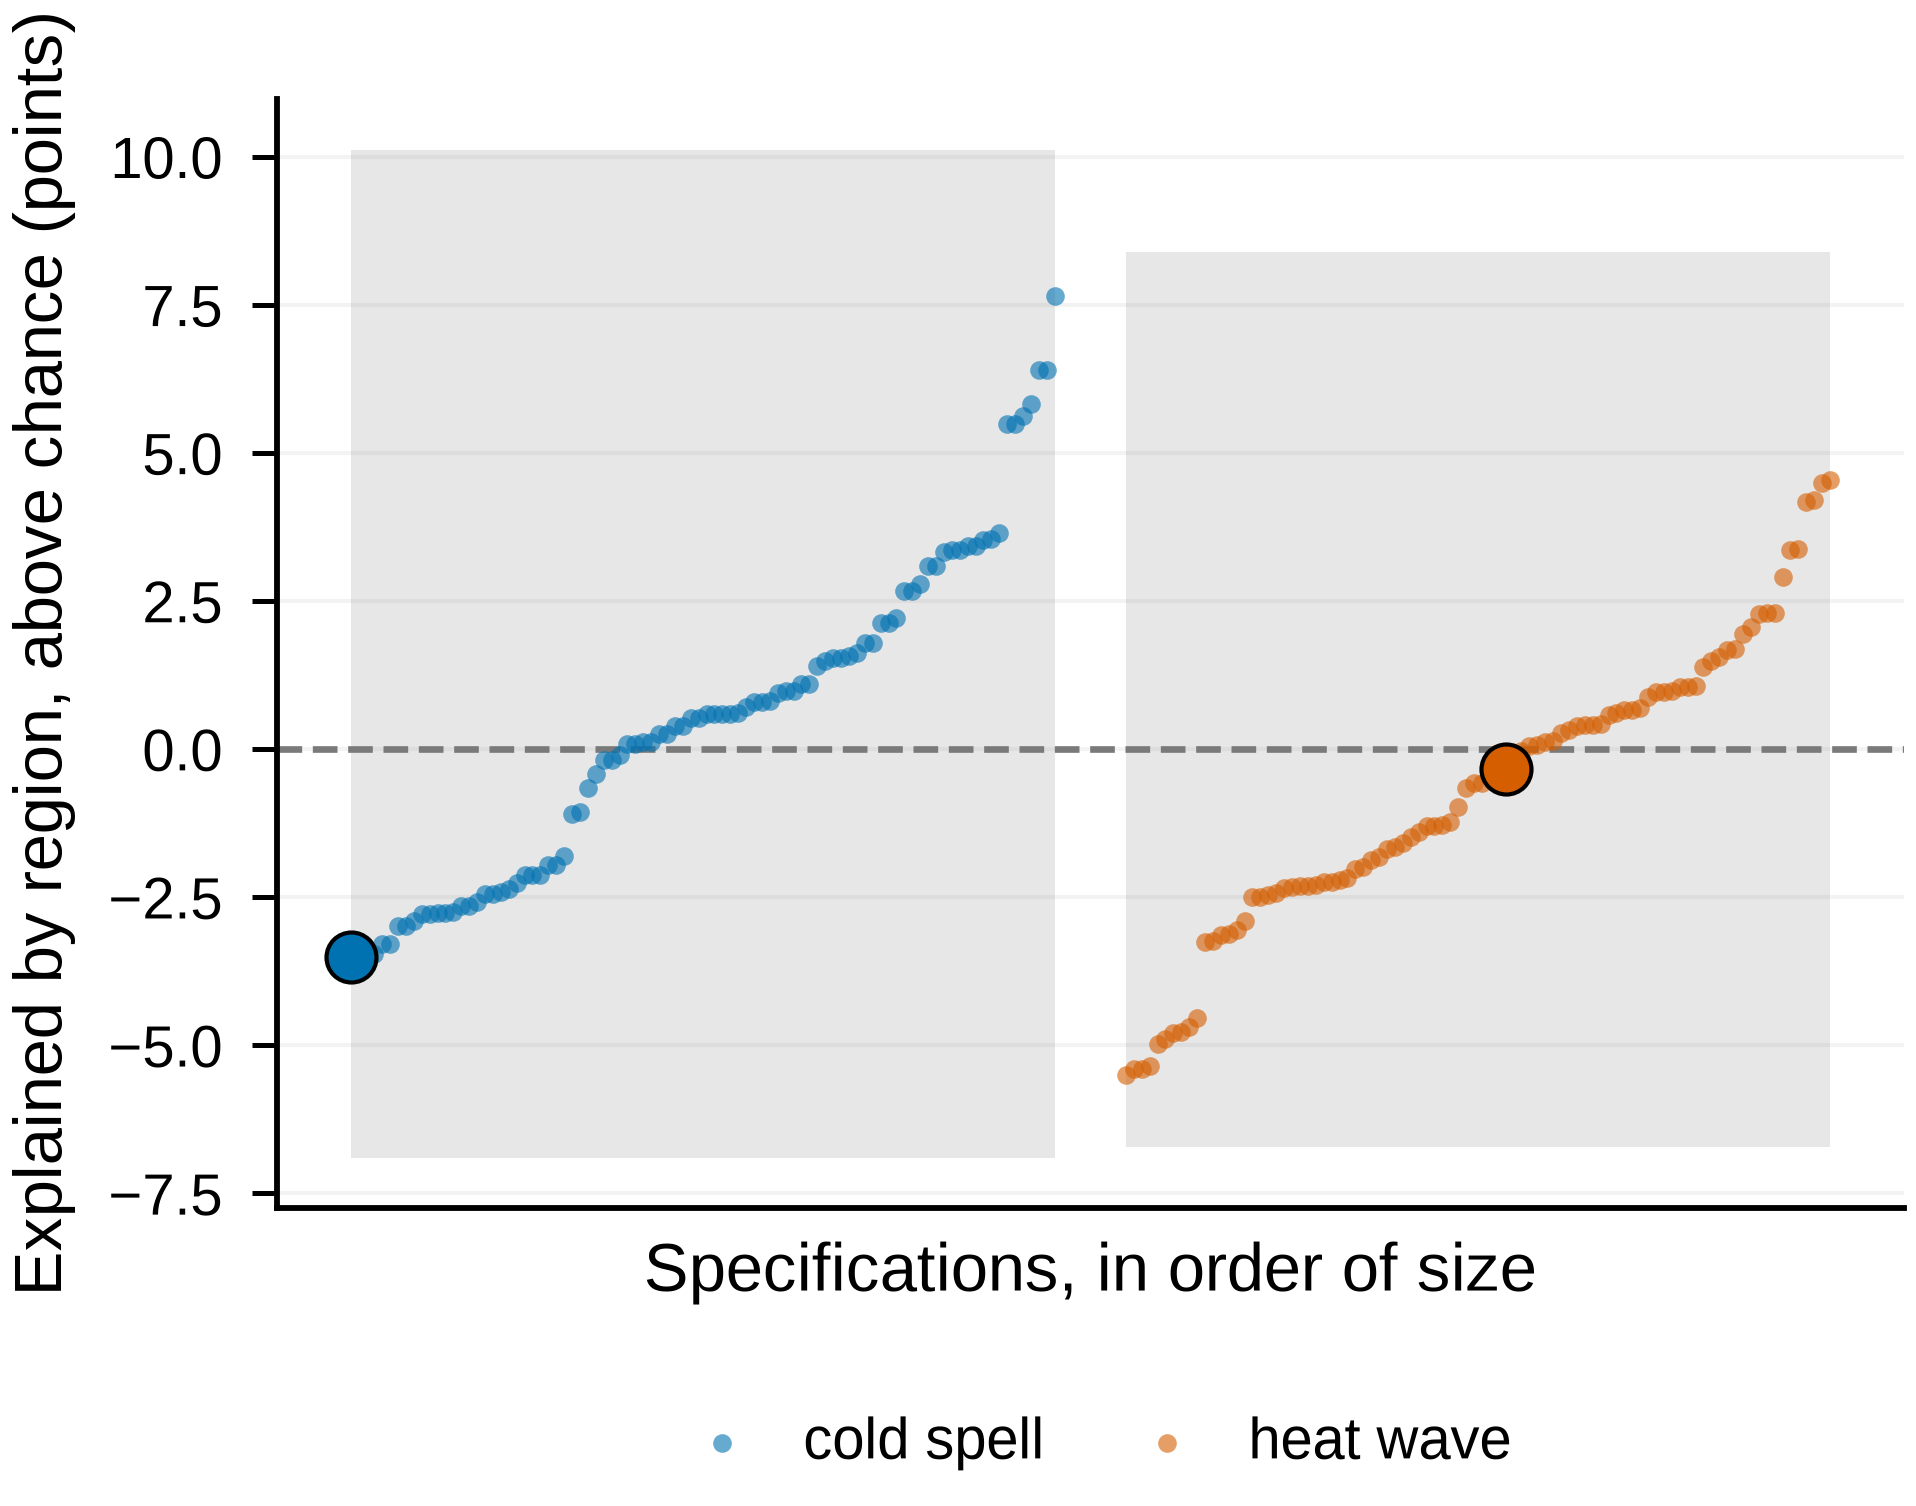 Explained by region, above chance (points)
10.0
7.5
5.0
2.5
0.0
−2.5
−5.0
−7.5
Specifications, in order of size
cold spell
heat wave